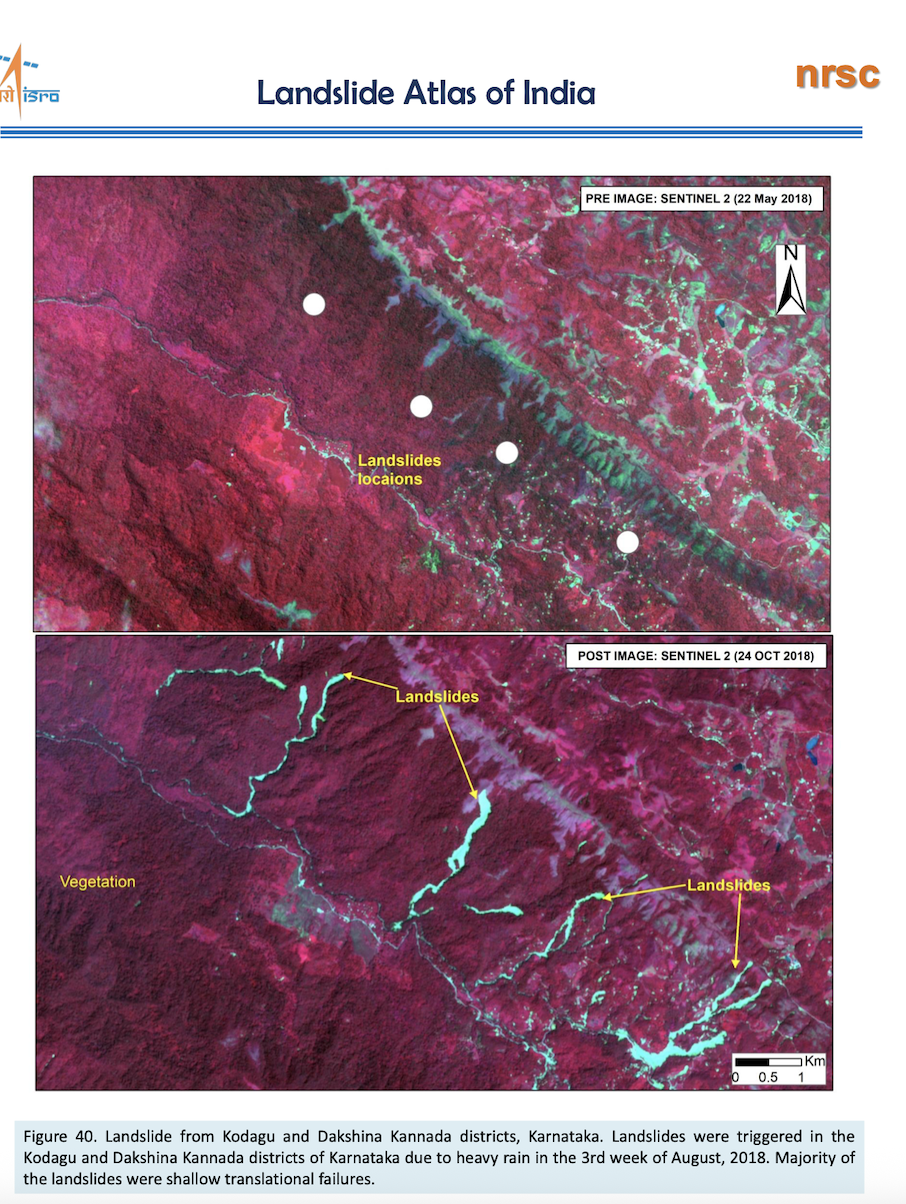 रो isro
Landslide Atlas of India
nrsc
PRE IMAGE: SENTINEL 2 (22 May 2018)
N
Landslides
locaions
POST IMAGE: SENTINEL 2 (24 OCT 2018)
Landslides
Vegetation
Landslides
Km
0 0.5 1
Figure 40. Landslide from Kodagu and Dakshina Kannada districts, Karnataka. Landslides were triggered in the
Kodagu and Dakshina Kannada districts of Karnataka due to heavy rain in the 3rd week of August, 2018. Majority of
the landslides were shallow translational failures.